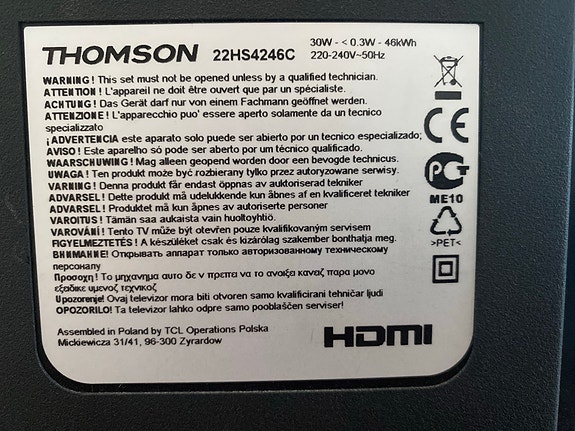 THOMSON 22HS4246C 30W - < 0.3W - 46kWh
220-240V~50Hz
WARNING ! This set must not be opened unless by a qualified technician.
ATTENTION ! L'appareil ne doit être ouvert que par un spécialiste.
ACHTUNG ! Das Gerät darf nur von einem Fachmann geöffnet werden.
ATTENZIONE ! L'apparecchio puo' essere aperto solamente da un tecnico
specializzato
¡ ADVERTENCIA este aparato solo puede ser abierto por un tecnico especializado;
AVISO ! Este aparelho só pode ser aberto por um técnico qualificado.
WAARSCHUWING ! Mag alleen geopend worden door een bevogde technicus.
UWAGA ! Ten produkt może być rozbierany tylko przez autoryzowane serwisy.
VARNING ! Denna produkt får endast öppnas av auktoriserad tekniker
ADVARSEL ! Dette produkt må udelukkende kun åbnes af en kvalificeret tekniker
ADVARSEL ! Produktet må kun åpnes av autoriserte personer
VAROITUS ! Tämän saa aukaista vain huoltoyhtiö.
VAROVÁNÍ ! Tento TV může být otevřen pouze kvalifikovaným servisem
FIGYELMEZTETÉS ! A készüléket csak és kizárólag szakember bonthatja meg.
ВНИМАНИЕ! Открывать аппарат только авторизованному техническому
персоналу
Προσοχη ! Το μηχανημα αυτο δε ν πρεπτα να το ανοιξα καναζ παρα μονο
εξαδικε υμενοζ τεχνικοζ
Upozorenje! Ovaj televizor mora biti otvoren samo kvalificirani tehničar ljudi
OPOZORILO! Ta televizor lahko odpre samo pooblaščen serviser!
Assembled in Poland by TCL Operations Polska
Mickiewicza 31/41, 96-300 Zyrardow
HDMI
CE
PCT
ME10
>PET<